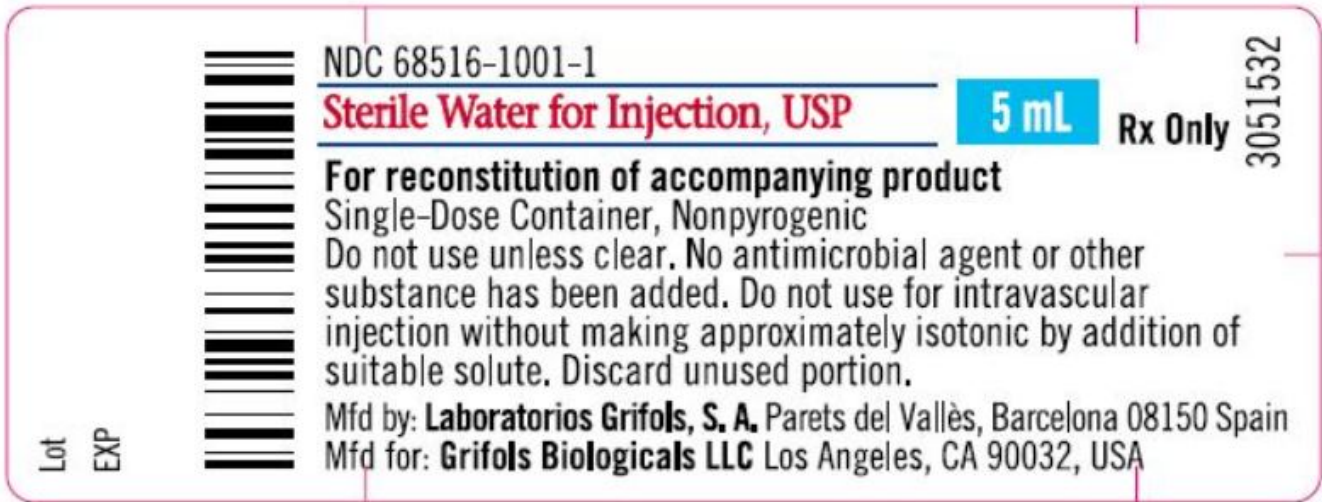 NDC 68516-1001-1
Sterile Water for Injection, USP
5 mL
Rx Only
3051532
For reconstitution of accompanying product
Single-Dose Container, Nonpyrogenic
Do not use unless clear. No antimicrobial agent or other
substance has been added. Do not use for intravascular
injection without making approximately isotonic by addition of
suitable solute. Discard unused portion.
Mfd by: Laboratorios Grifols, S. A. Parets del Vallès, Barcelona 08150 Spain
Mfd for: Grifols Biologicals LLC Los Angeles, CA 90032, USA
Lot
EXP